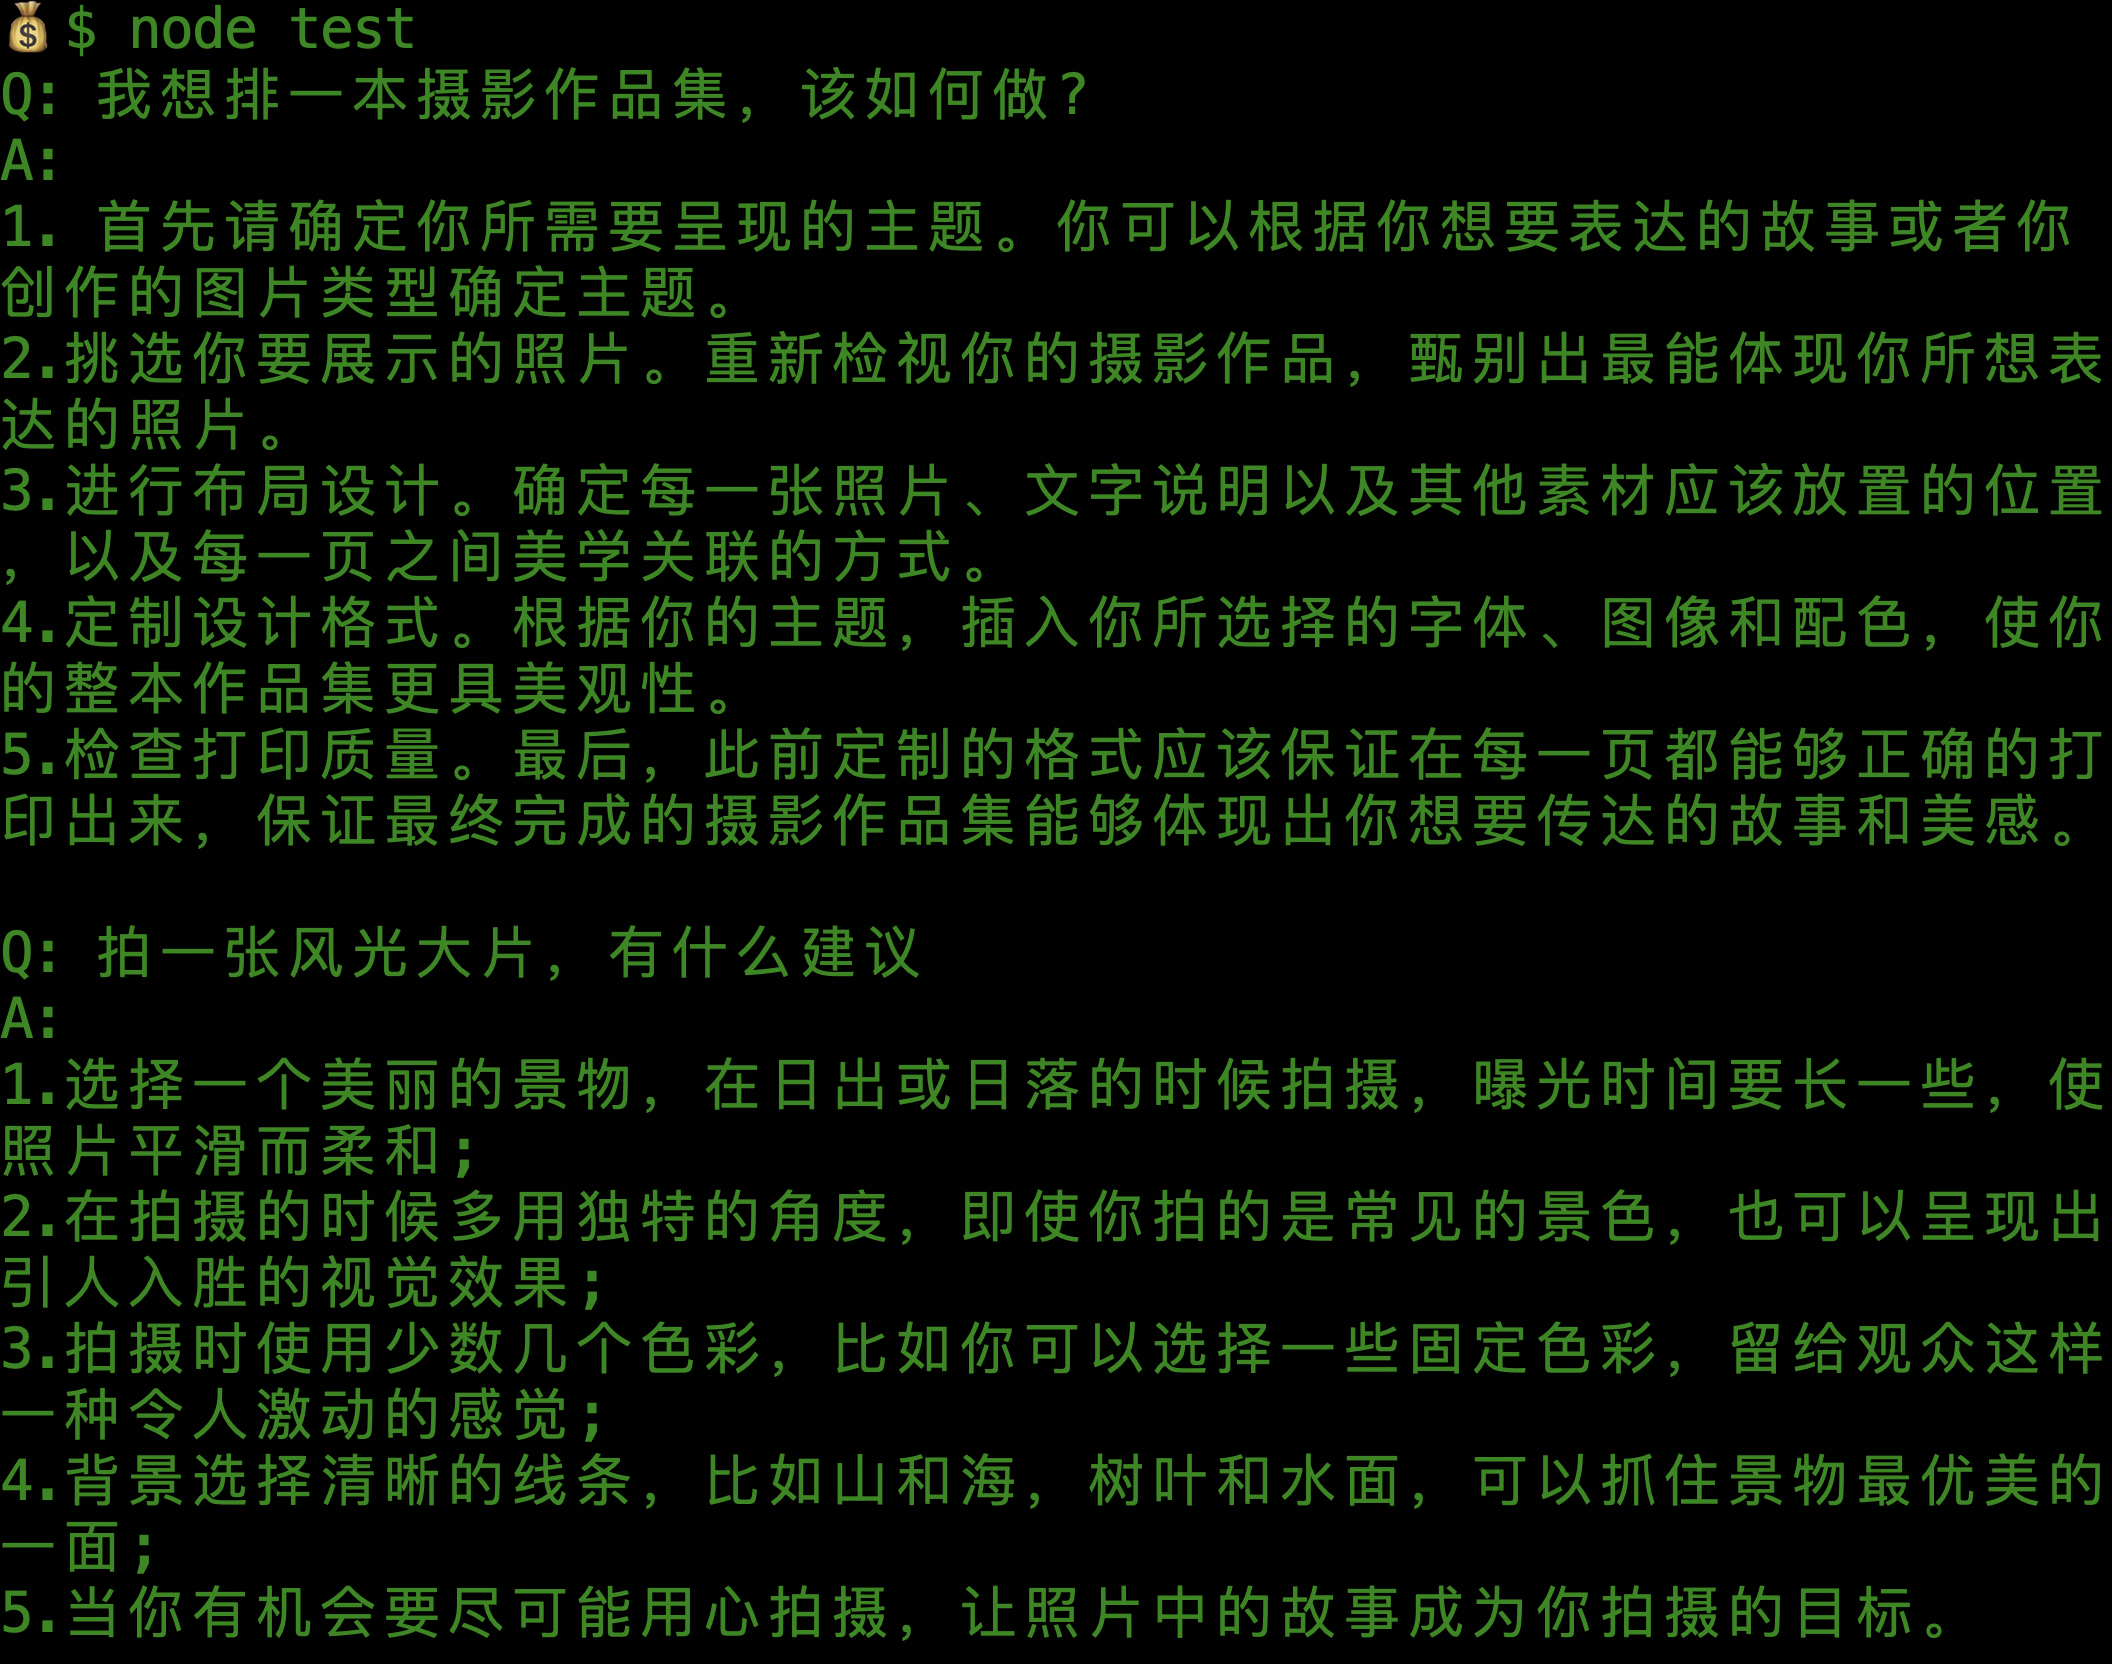 $ node test
Q: 我想排一本摄影作品集，该如何做?
A:
1. 首先请确定你所需要呈现的主题。你可以根据你想要表达的故事或者你
创作的图片类型确定主题。
2.挑选你要展示的照片。重新检视你的摄影作品，甄别出最能体现你所想表
达的照片。
3.进行布局设计。确定每一张照片、文字说明以及其他素材应该放置的位置
，以及每一页之间美学关联的方式。
4.定制设计格式。根据你的主题，插入你所选择的字体、图像和配色，使你
的整本作品集更具美观性。
5.检查打印质量。最后，此前定制的格式应该保证在每一页都能够正确的打
印出来，保证最终完成的摄影作品集能够体现出你想要传达的故事和美感。
Q: 拍一张风光大片，有什么建议
A:
1.选择一个美丽的景物，在日出或日落的时候拍摄，曝光时间要长一些，使
照片平滑而柔和;
2.在拍摄的时候多用独特的角度，即使你拍的是常见的景色，也可以呈现出
引人入胜的视觉效果;
3.拍摄时使用少数几个色彩，比如你可以选择一些固定色彩，留给观众这样
一种令人激动的感觉;
4.背景选择清晰的线条，比如山和海，树叶和水面，可以抓住景物最优美的
一面;
5.当你有机会要尽可能用心拍摄，让照片中的故事成为你拍摄的目标。